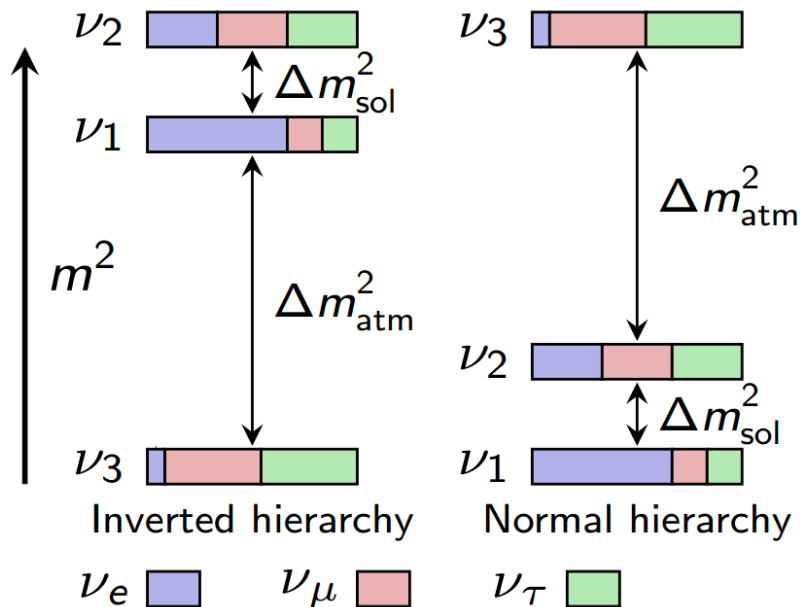 ν₂
Δm²sol
ν₁
m²
Δm²atm
ν₃
Inverted hierarchy
ν₃
Δm²atm
ν₂
Δm²sol
ν₁
Normal hierarchy
νₑ νμ ντ